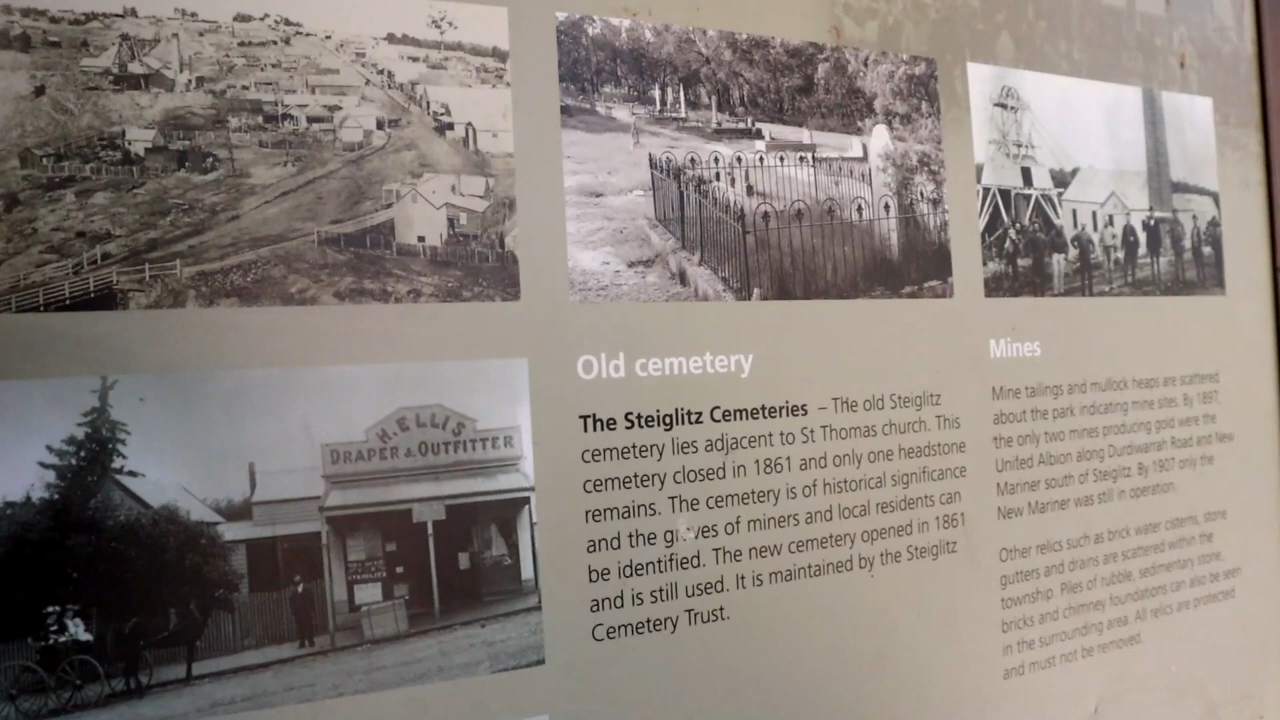 H. ELLIS
DRAPER & OUTFITTER
STEIGLITZ
Old cemetery
The Steiglitz Cemeteries – The old Steiglitz
cemetery lies adjacent to St Thomas church. This
cemetery closed in 1861 and only one headstone
remains. The cemetery is of historical significance
and the graves of miners and local residents can
be identified. The new cemetery opened in 1861
and is still used. It is maintained by the Steiglitz
Cemetery Trust.
Mines
Mine tailings and mullock heaps are scattered
about the park indicating mine sites. By 1897,
the only two mines producing gold were the
United Albion along Durdiwarrah Road and New
Mariner south of Steiglitz. By 1907 only the
New Mariner was still in operation.
Other relics such as brick water cisterns, stone
gutters and drains are scattered within the
township. Piles of rubble, sedimentary stone,
bricks and chimney foundations can also be seen
in the surrounding area. All relics are protected
and must not be removed.